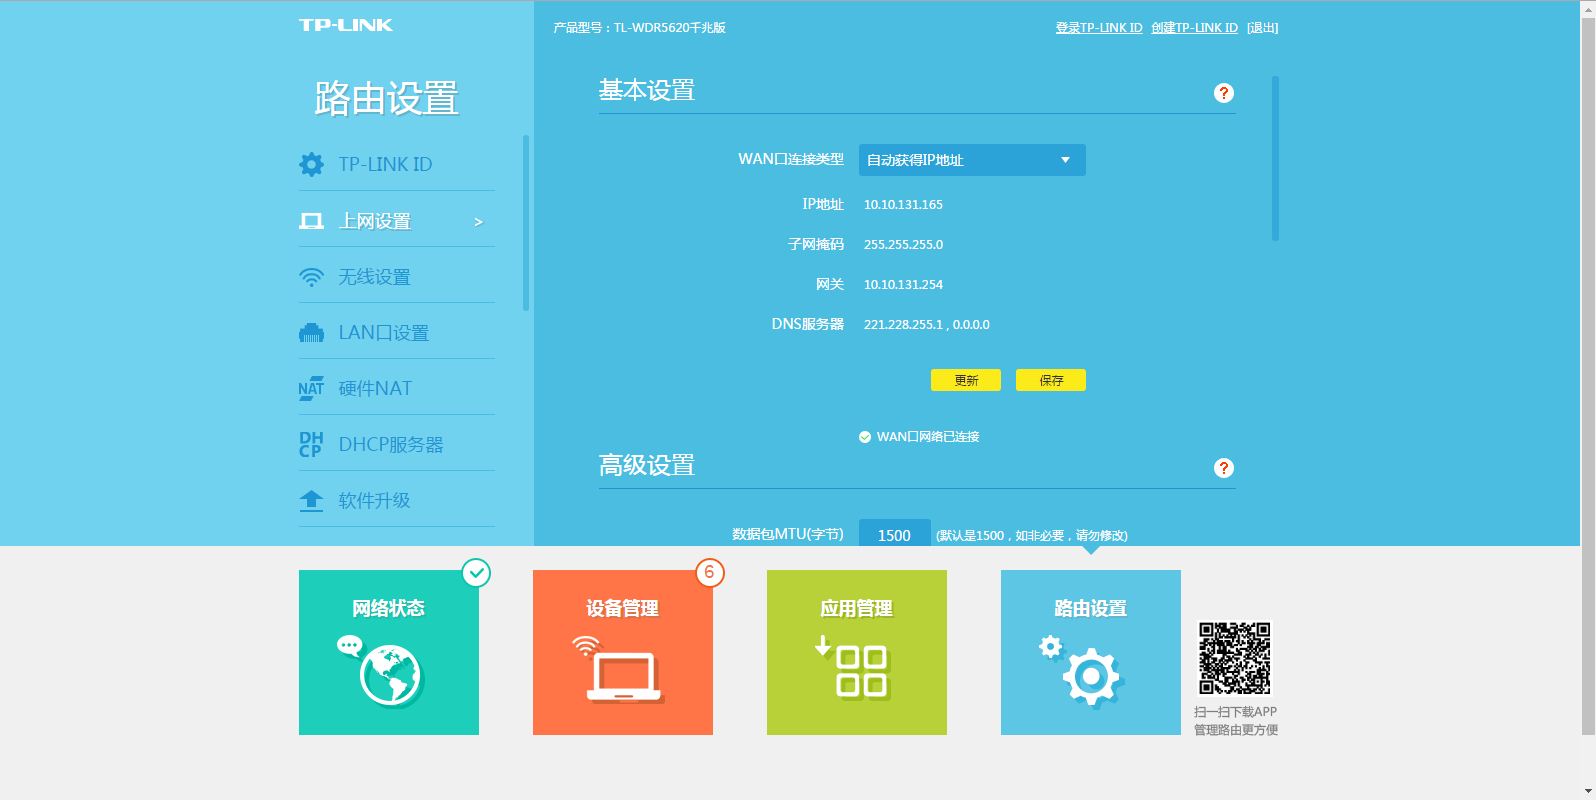 TP-LINK
产品型号：TL-WDR5620千兆版
登录TP-LINK ID 创建TP-LINK ID [退出]
路由设置
TP-LINK ID
上网设置 >
无线设置
LAN口设置
NAT 硬件NAT
DHCP DHCP服务器
软件升级
基本设置 ?
WAN口连接类型 自动获得IP地址
IP地址 10.10.131.165
子网掩码 255.255.255.0
网关 10.10.131.254
DNS服务器 221.228.255.1 , 0.0.0.0
更新 保存
WAN口网络已连接
高级设置 ?
数据包MTU(字节) 1500 (默认是1500，如非必要，请勿修改)
网络状态
6
设备管理
应用管理
路由设置
扫一扫下载APP
管理路由更方便